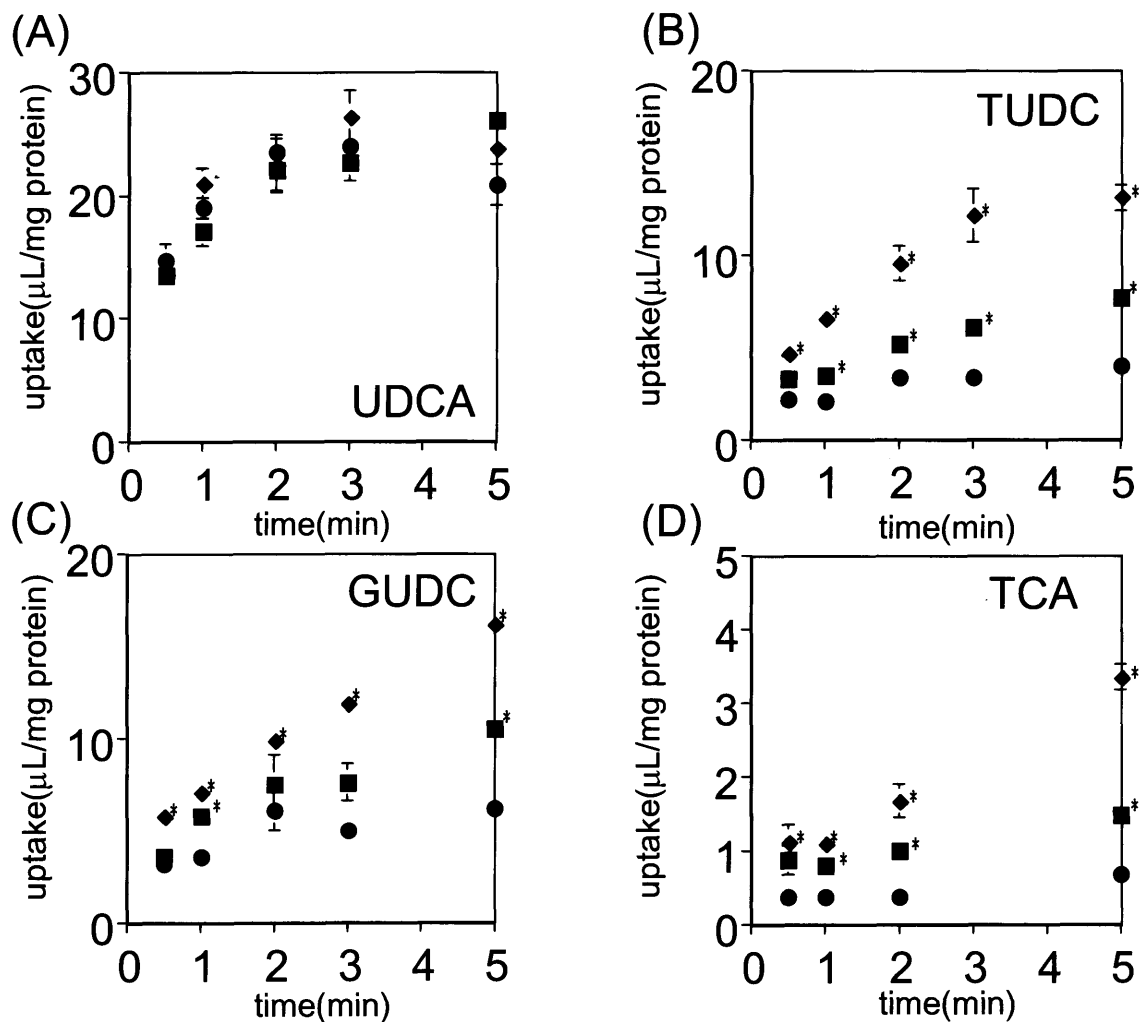 (A)
30
20
10
0
uptake(μL/mg protein)
UDCA
0 1 2 3 4 5
time(min)
(B)
20
10
0
uptake(μL/mg protein)
TUDC
* * * * *
* * * *
0 1 2 3 4 5
time(min)
(C)
20
10
0
uptake(μL/mg protein)
GUDC
* * * * *
* *
0 1 2 3 4 5
time(min)
(D)
5
4
3
2
1
0
uptake(μL/mg protein)
TCA
* * * *
* * *
0 1 2 3 4 5
time(min)